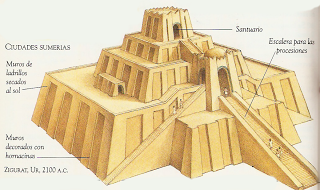 Santuario
Escalera para las
procesiones
CIUDADES SUMERIAS
Muros de
ladrillos
secados
al sol
Muros
decorados con
hornacinas
ZIGURAT, UR, 2100 A.C.